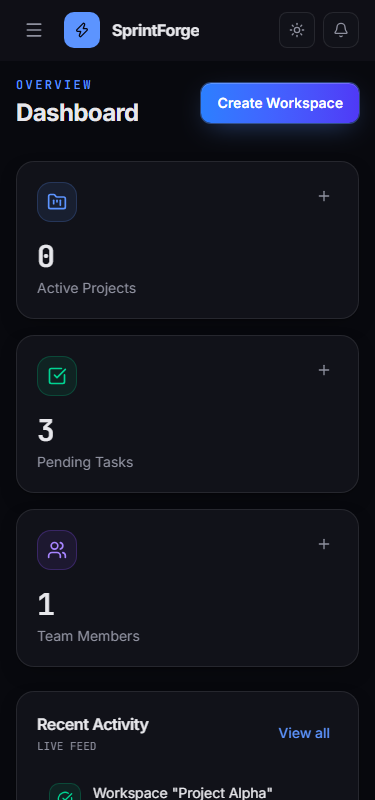 SprintForge
OVERVIEW
Dashboard
Create Workspace
0
Active Projects
3
Pending Tasks
1
Team Members
Recent Activity
View all
LIVE FEED
Workspace "Project Alpha"